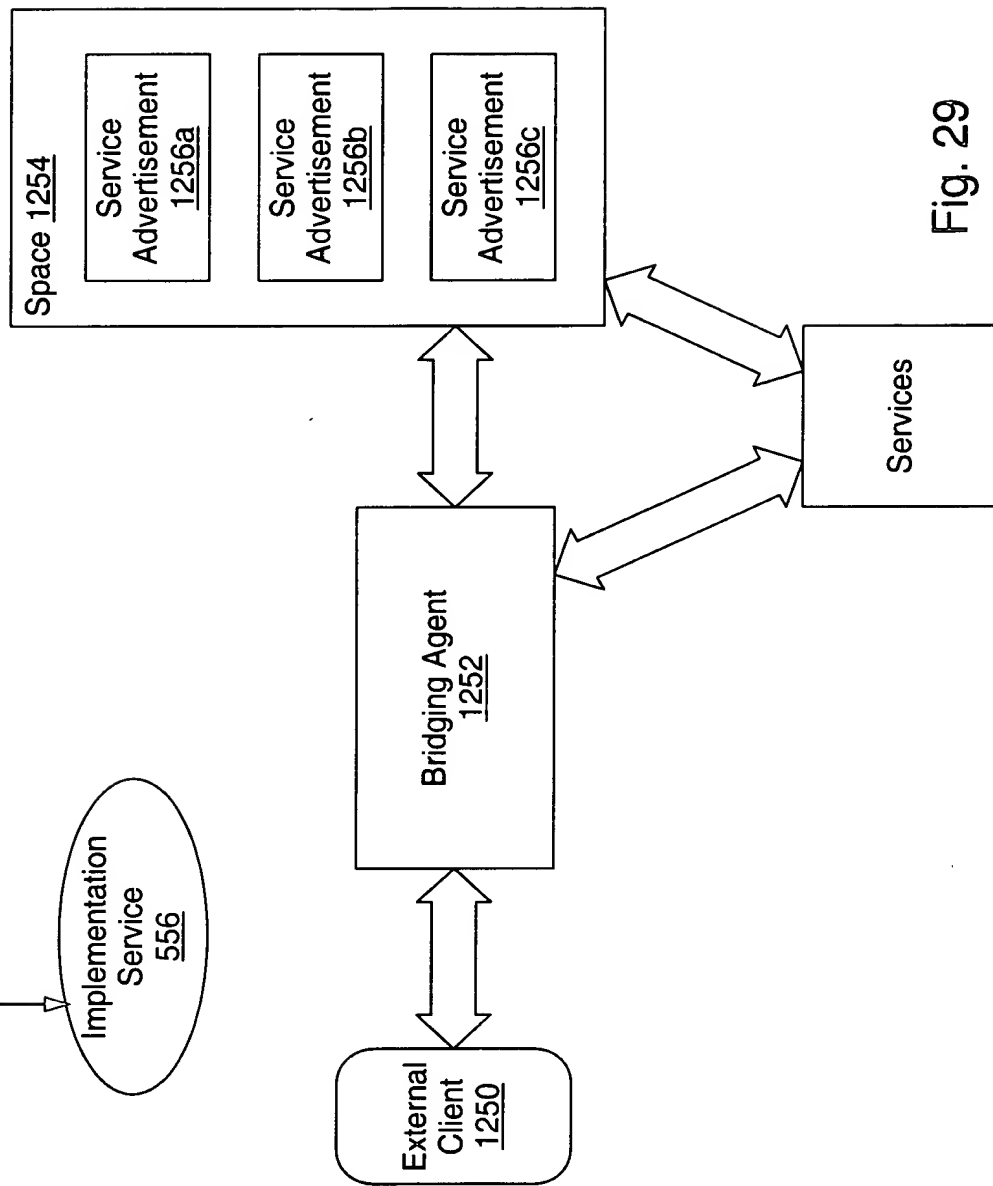 Implementation
Service
556
External
Client
1250
Bridging Agent
1252
Space 1254
Service
Advertisement
1256a
Service
Advertisement
1256b
Service
Advertisement
1256c
Services
Fig. 29